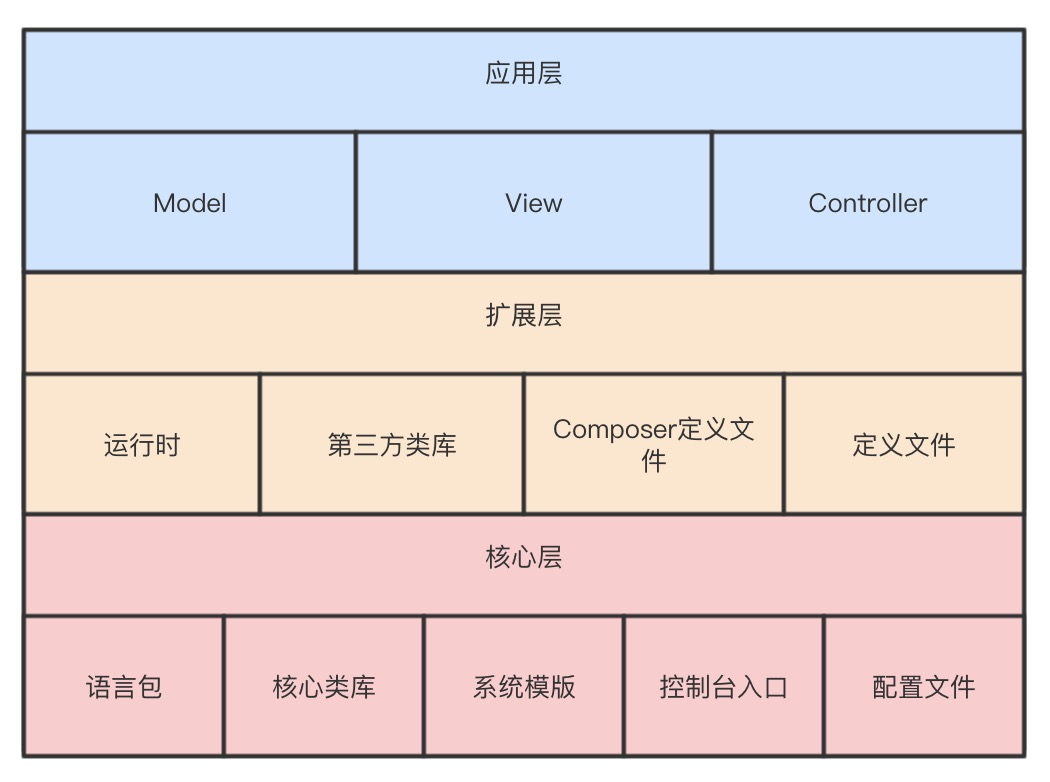 应用层
Model
View
Controller
扩展层
运行时
第三方类库
Composer定义文
件
定义文件
核心层
语言包
核心类库
系统模版
控制台入口
配置文件